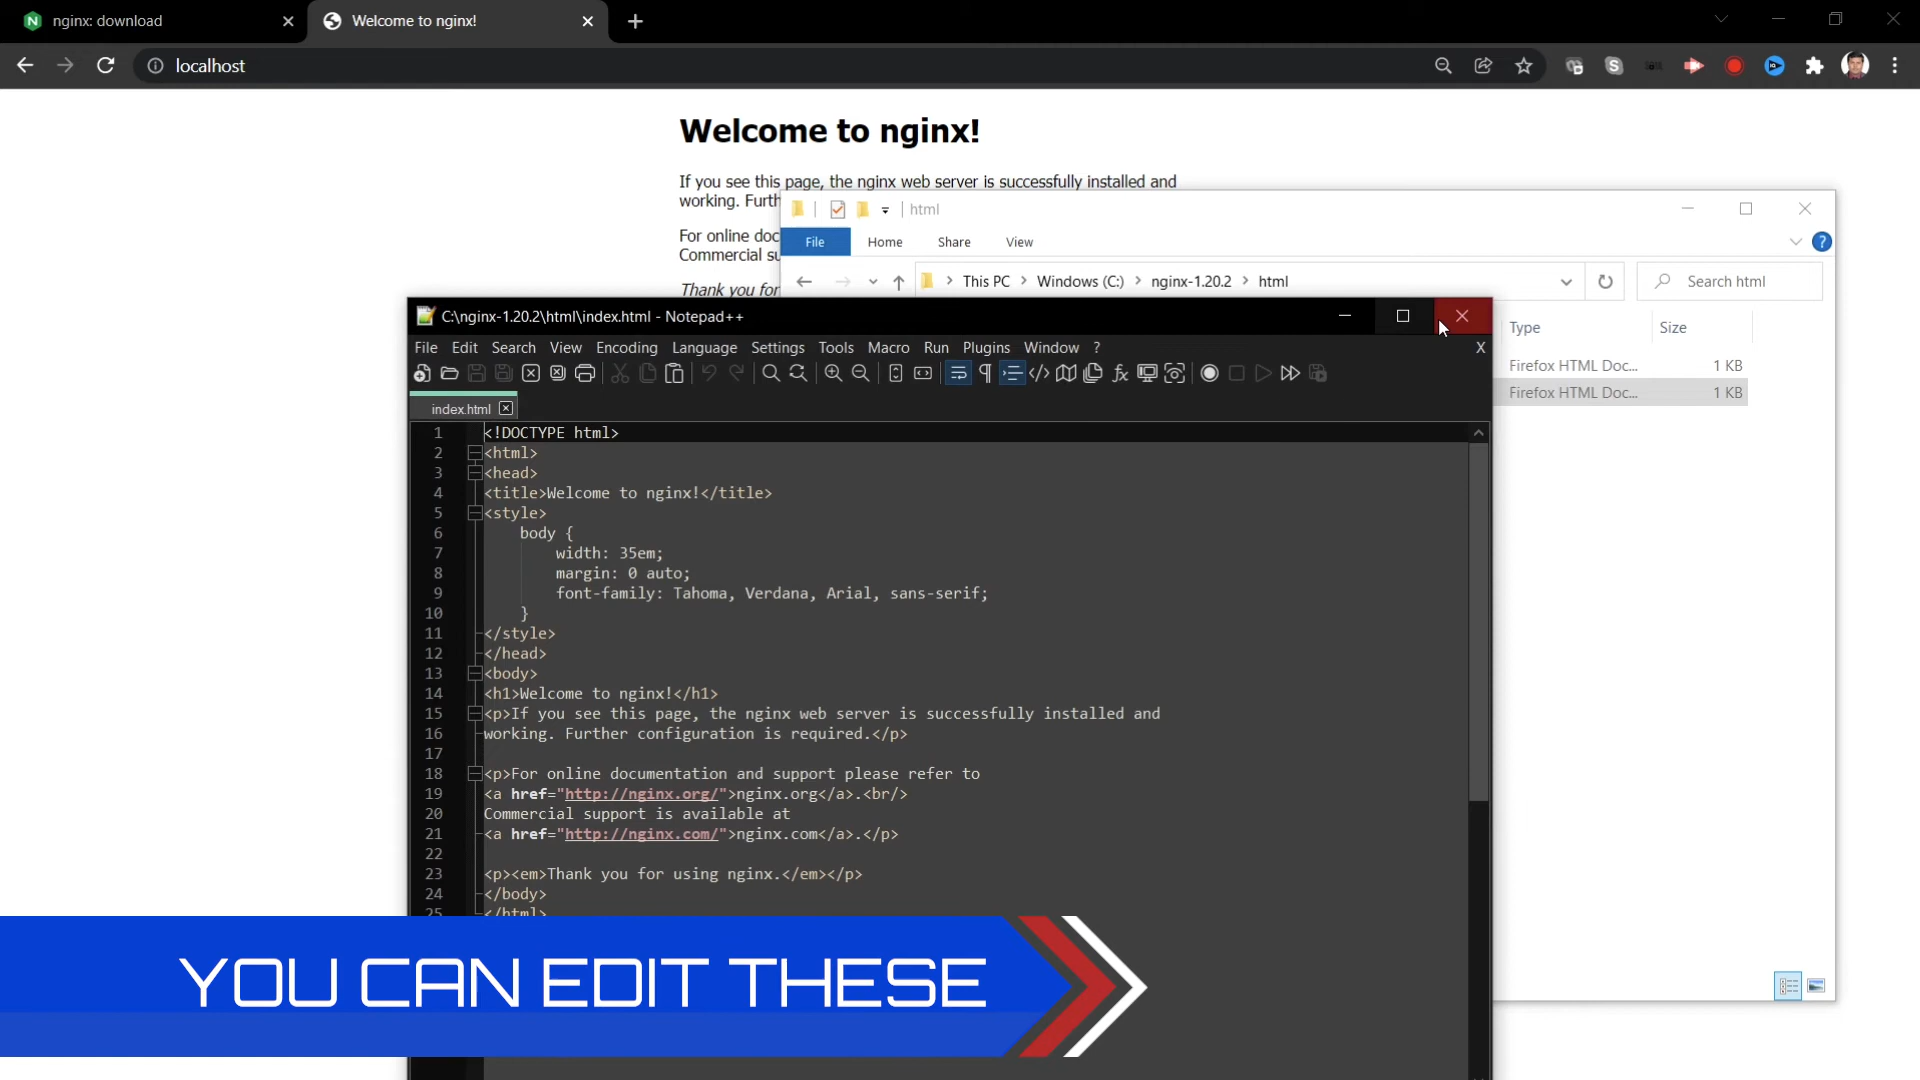 nginx: download
Welcome to nginx!
localhost
Welcome to nginx!
If you see this page, the nginx web server is successfully installed and
working. Furth
For online doc
Commercial su
Thank you for
html
File Home Share View
This PC Windows (C:) nginx-1.20.2 html
Search html
Type Size
Firefox HTML Doc... 1 KB
Firefox HTML Doc... 1 KB
C:\nginx-1.20.2\html\index.html - Notepad++
File Edit Search View Encoding Language Settings Tools Macro Run Plugins Window ? X
index.html
1 <!DOCTYPE html>
2 <html>
3 <head>
4 <title>Welcome to nginx!</title>
5 <style>
6 body {
7 width: 35em;
8 margin: 0 auto;
9 font-family: Tahoma, Verdana, Arial, sans-serif;
10 }
11 </style>
12 </head>
13 <body>
14 <h1>Welcome to nginx!</h1>
15 <p>If you see this page, the nginx web server is successfully installed and
16 working. Further configuration is required.</p>
17
18 <p>For online documentation and support please refer to
19 <a href="http://nginx.org/">nginx.org</a>.<br/>
20 Commercial support is available at
21 <a href="http://nginx.com/">nginx.com</a>.</p>
22
23 <p><em>Thank you for using nginx.</em></p>
24 </body>
25 </html>
YOU CAN EDIT THESE